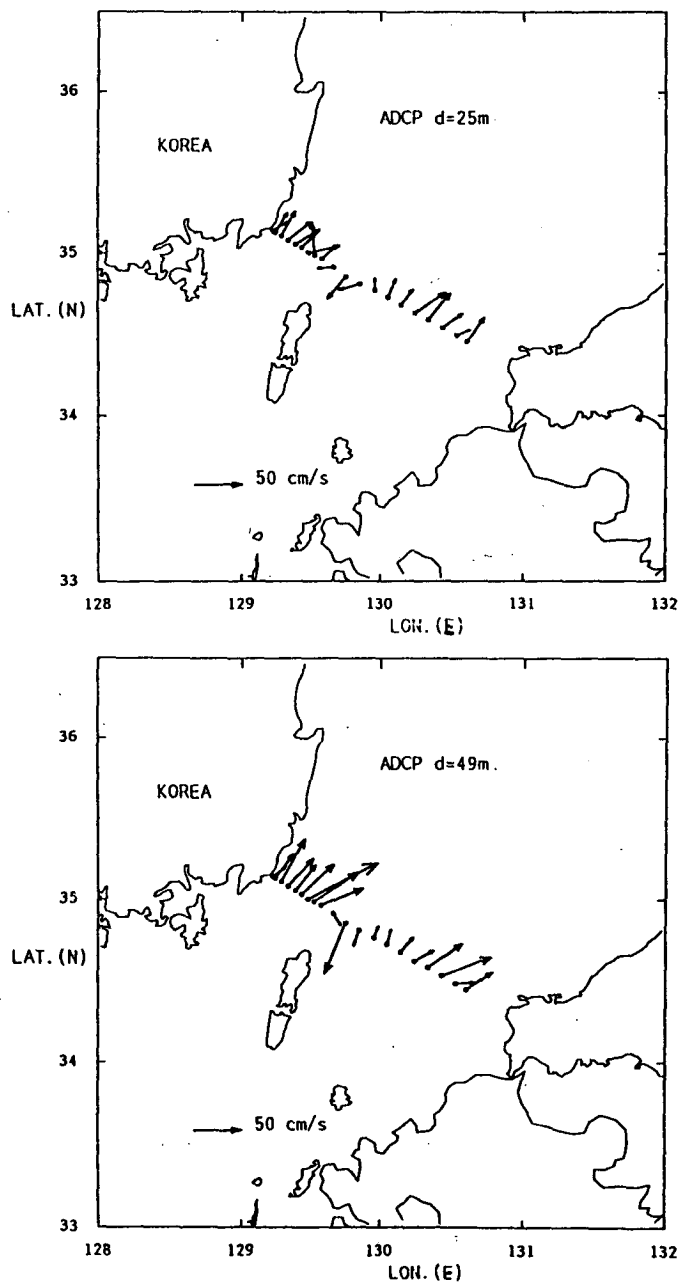 36
ADCP d=25m
KOREA
35
LAT.(N)
34
50 cm/s
33
128 129 130 131 132
LON.(E)
36
ADCP d=49m.
KOREA
35
LAT.(N)
34
50 cm/s
33
128 129 130 131 132
LON.(E)